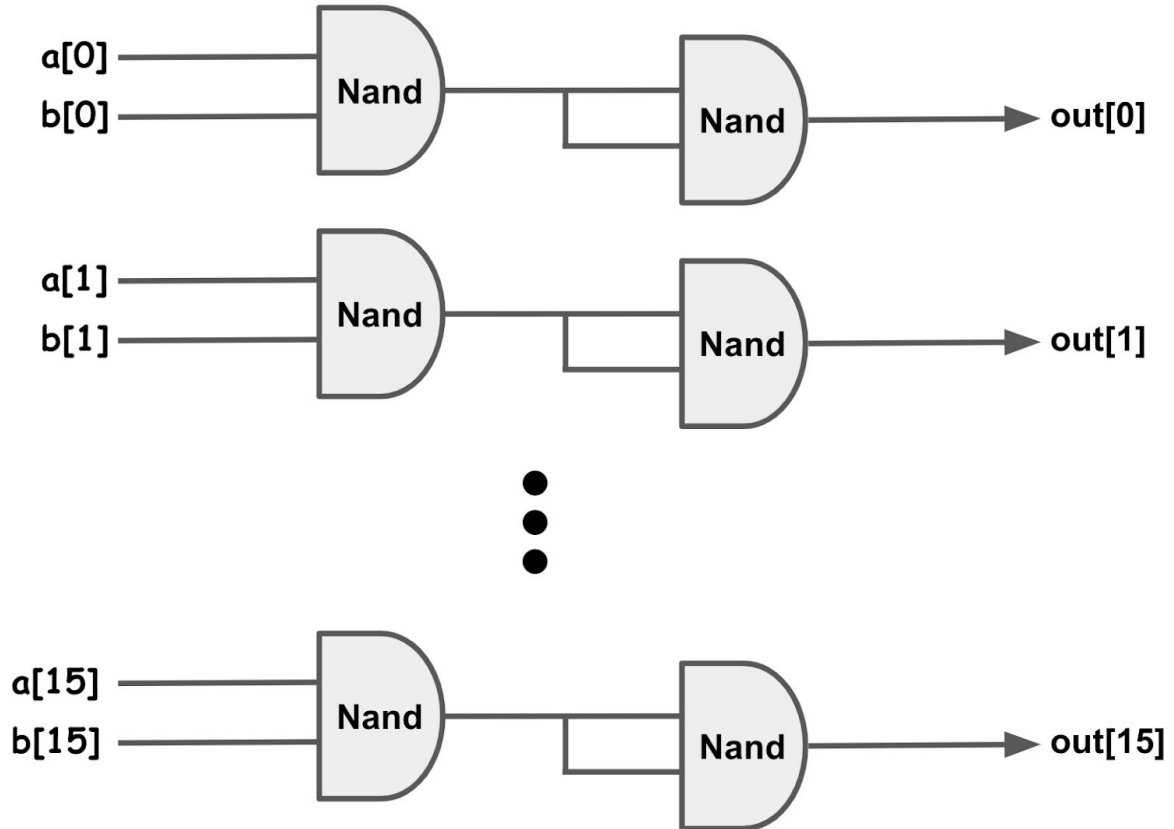 a[0]
b[0]
Nand
Nand
out[0]
a[1]
b[1]
Nand
Nand
out[1]
a[15]
b[15]
Nand
Nand
out[15]